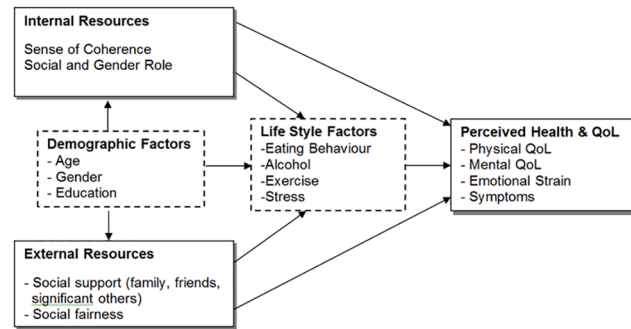 Internal Resources
Sense of Coherence
Social and Gender Role
Demographic Factors
- Age
- Gender
- Education
Life Style Factors
-Eating Behaviour
-Alcohol
-Exercise
-Stress
Perceived Health & QoL
- Physical QoL
- Mental QoL
- Emotional Strain
- Symptoms
External Resources
- Social support (family, friends,
significant others)
- Social fairness